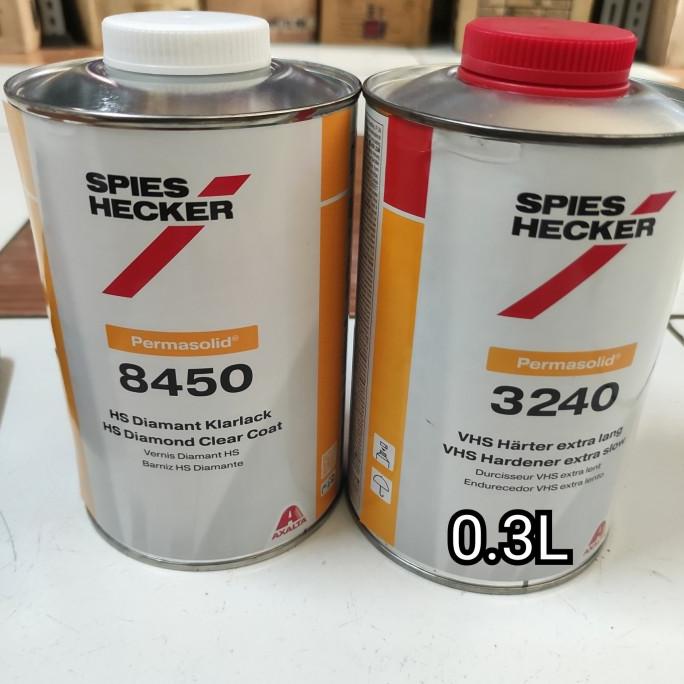 SPIES
HECKER
Permasolid®
8450
HS Diamant Klarlack
HS Diamond Clear Coat
Vernis Diamant HS
Barniz HS Diamante
AXALTA
SPIES
HECKER
Permasolid®
3240
VHS Härter extra lang
VHS Hardener extra slow
Durcisseur VHS extra lent
Endurecedor VHS extra lento
0.3L
AXALTA